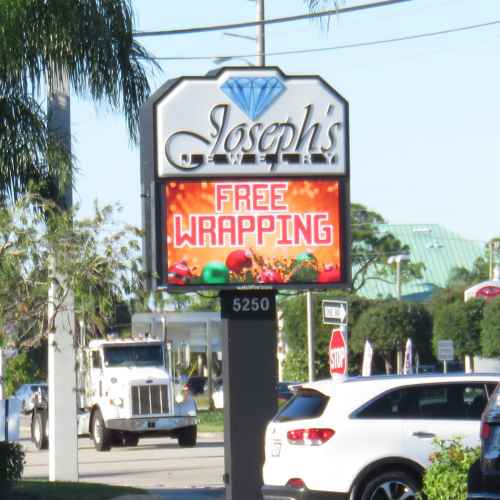 Joseph's
JEWELRY
FREE
WRAPPING
5250
STOP